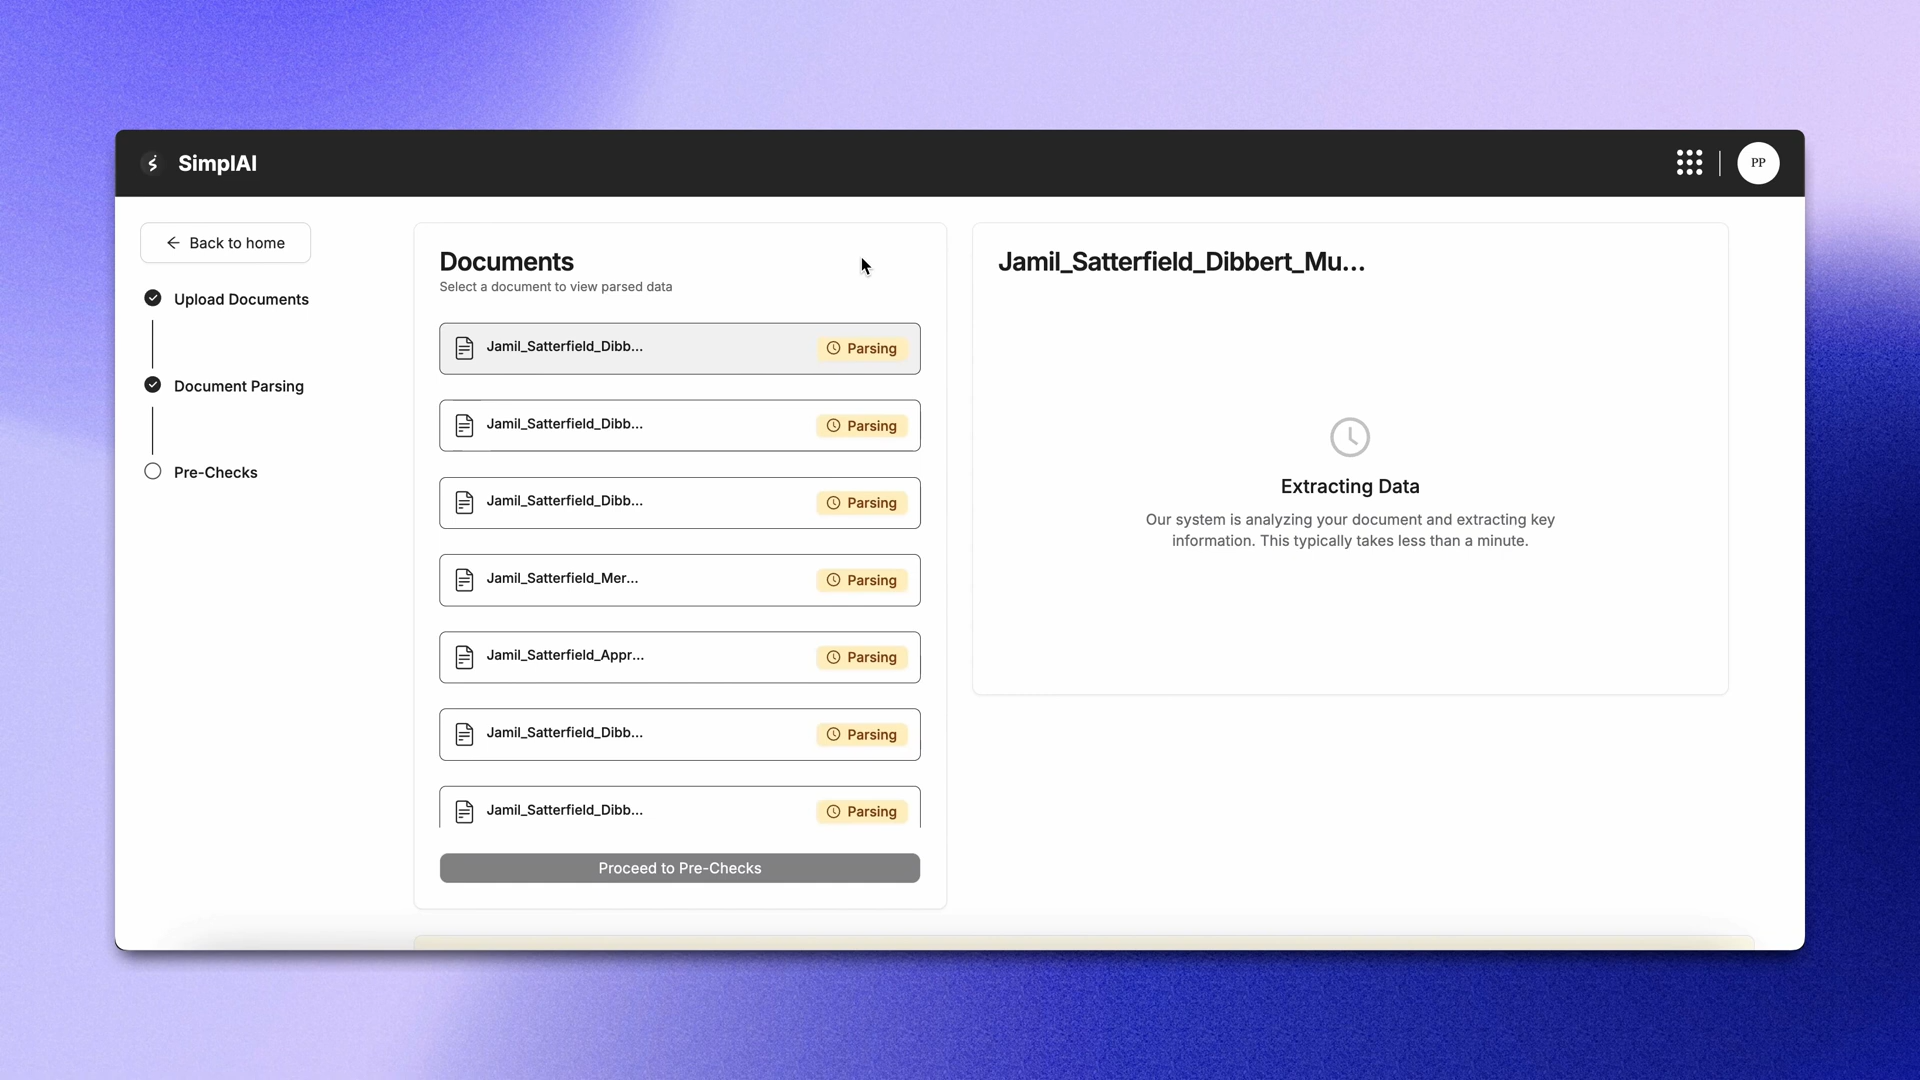 SimplAI
PP
Back to home
Upload Documents
Document Parsing
Pre-Checks
Documents
Select a document to view parsed data
Jamil_Satterfield_Dibb...
Parsing
Jamil_Satterfield_Dibb...
Parsing
Jamil_Satterfield_Dibb...
Parsing
Jamil_Satterfield_Mer...
Parsing
Jamil_Satterfield_Appr...
Parsing
Jamil_Satterfield_Dibb...
Parsing
Jamil_Satterfield_Dibb...
Parsing
Proceed to Pre-Checks
Jamil_Satterfield_Dibbert_Mu...
Extracting Data
Our system is analyzing your document and extracting key
information. This typically takes less than a minute.